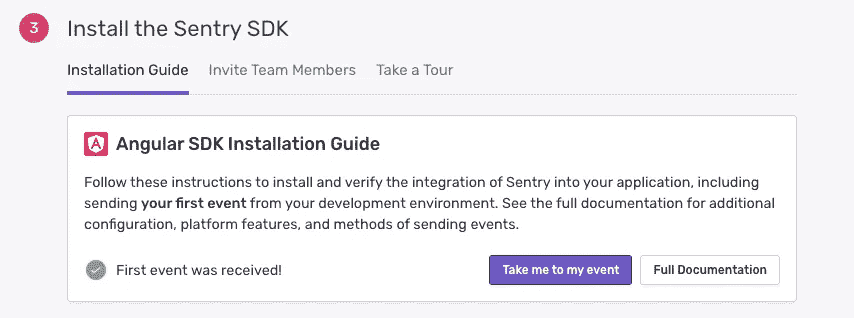 3
Install the Sentry SDK
Installation Guide Invite Team Members Take a Tour
Angular SDK Installation Guide
Follow these instructions to install and verify the integration of Sentry into your application, including
sending your first event from your development environment. See the full documentation for additional
configuration, platform features, and methods of sending events.
First event was received!
Take me to my event Full Documentation